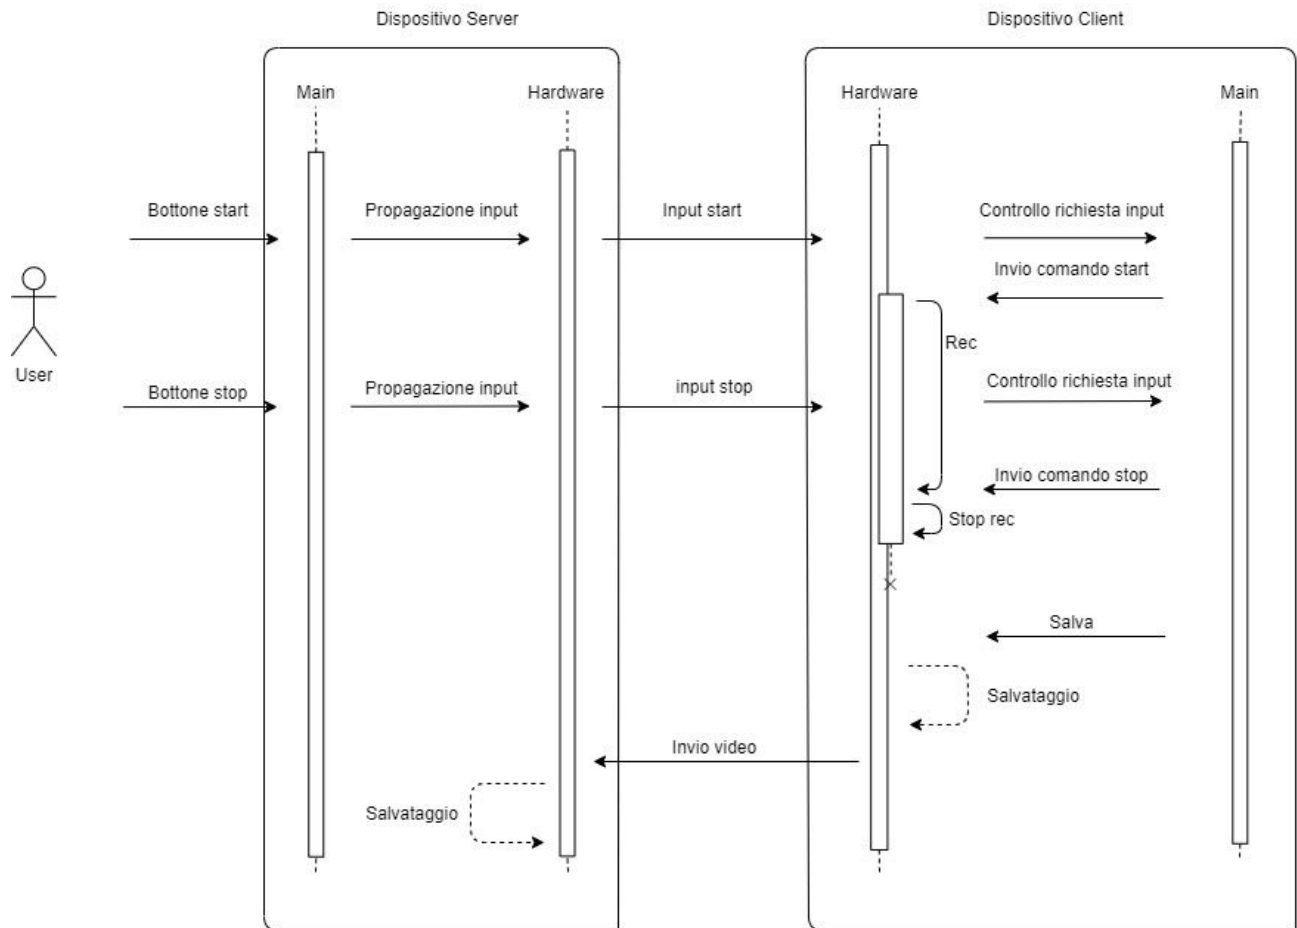 Dispositivo Server
Dispositivo Client
Main
Hardware
Hardware
Main
Bottone start
Propagazione input
Input start
Controllo richiesta input
Invio comando start
Rec
User
Bottone stop
Propagazione input
input stop
Controllo richiesta input
Invio comando stop
Stop rec
Salva
Salvataggio
Invio video
Salvataggio